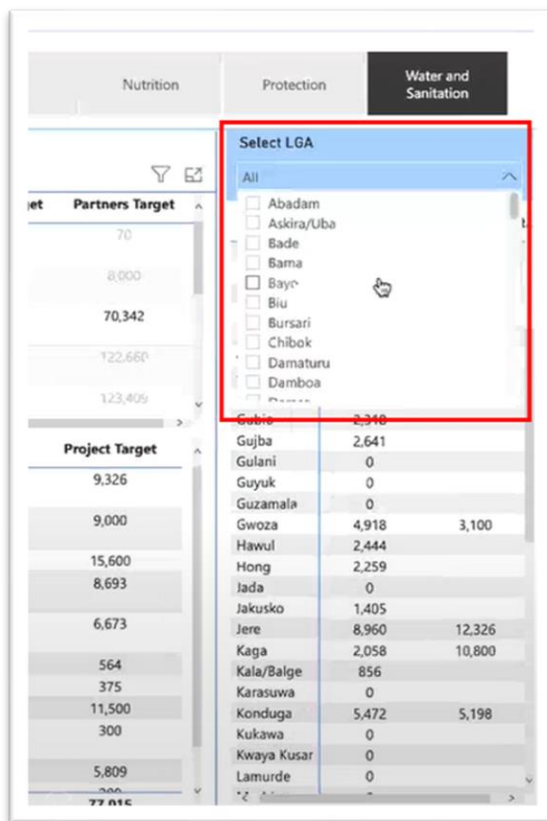 Nutrition
Protection
Water and
Sanitation
Select LGA
All
Partners Target
70
8,000
70,342
122,660
123,409
Abadam
Askira/Uba
Bade
Bama
Bayo
Biu
Bursari
Chibok
Damaturu
Damboa
Project Target
9,326
9,000
15,600
8,693
6,673
564
375
11,500
300
5,809
77,015
Gubio 2,318
Gujba 2,641
Gulani 0
Guyuk 0
Guzamala 0
Gwoza 4,918 3,100
Hawul 2,444
Hong 2,259
Jada 0
Jakusko 1,405
Jere 8,960 12,326
Kaga 2,058 10,800
Kala/Balge 856
Karasuwa 0
Konduga 5,472 5,198
Kukawa 0
Kwaya Kusar 0
Lamurde 0